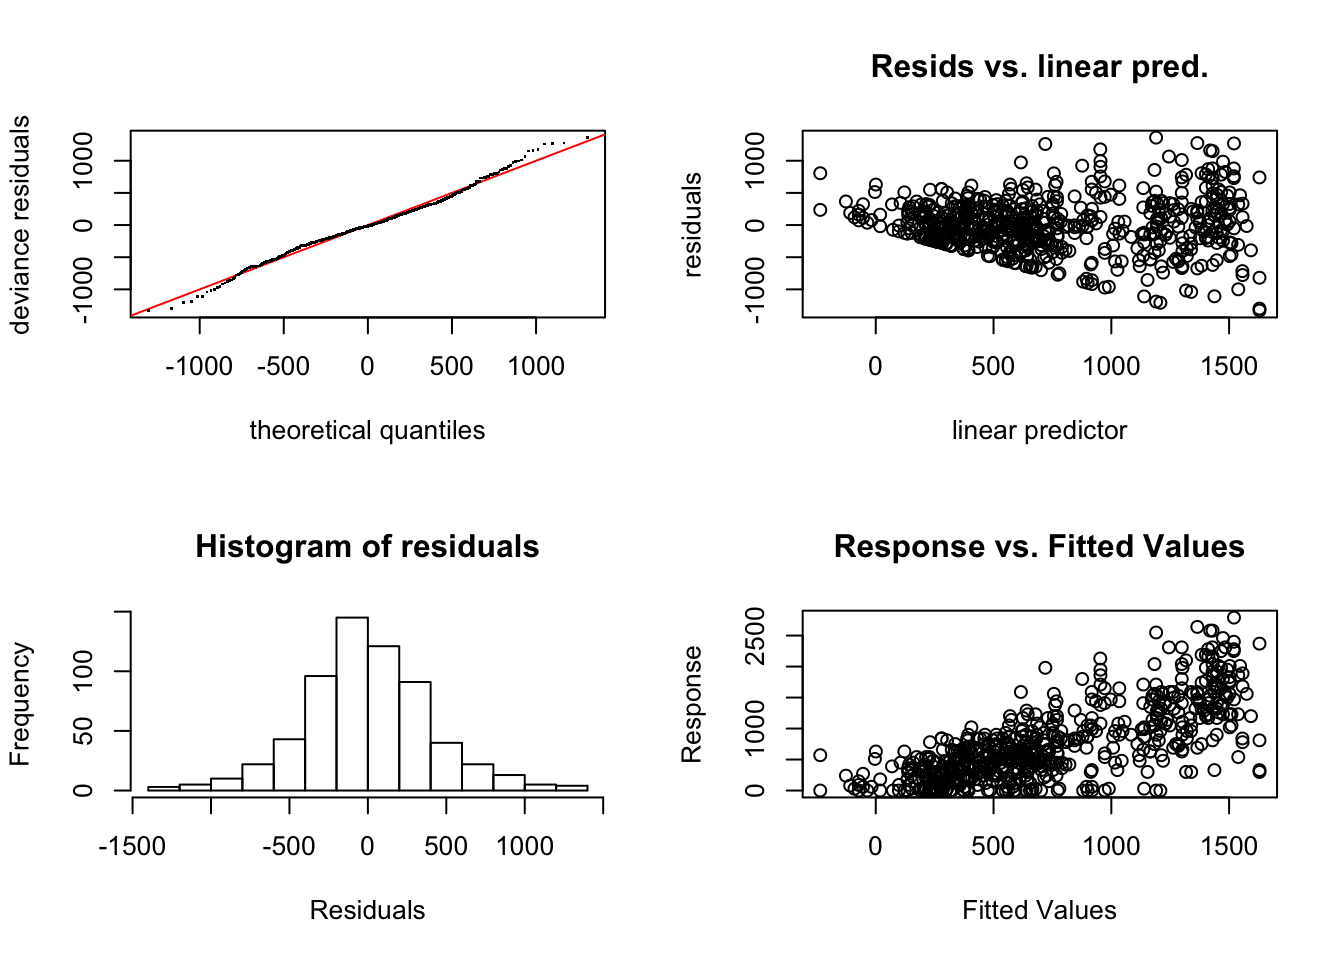 deviance residuals
1000
0
-1000
-1000 -500 0 500 1000
theoretical quantiles
Resids vs. linear pred.
residuals
1000
0
-1000
0 500 1000 1500
linear predictor
Histogram of residuals
Frequency
100
50
0
-1500 -500 0 500 1000
Residuals
Response vs. Fitted Values
Response
2500
1000
0
0 500 1000 1500
Fitted Values